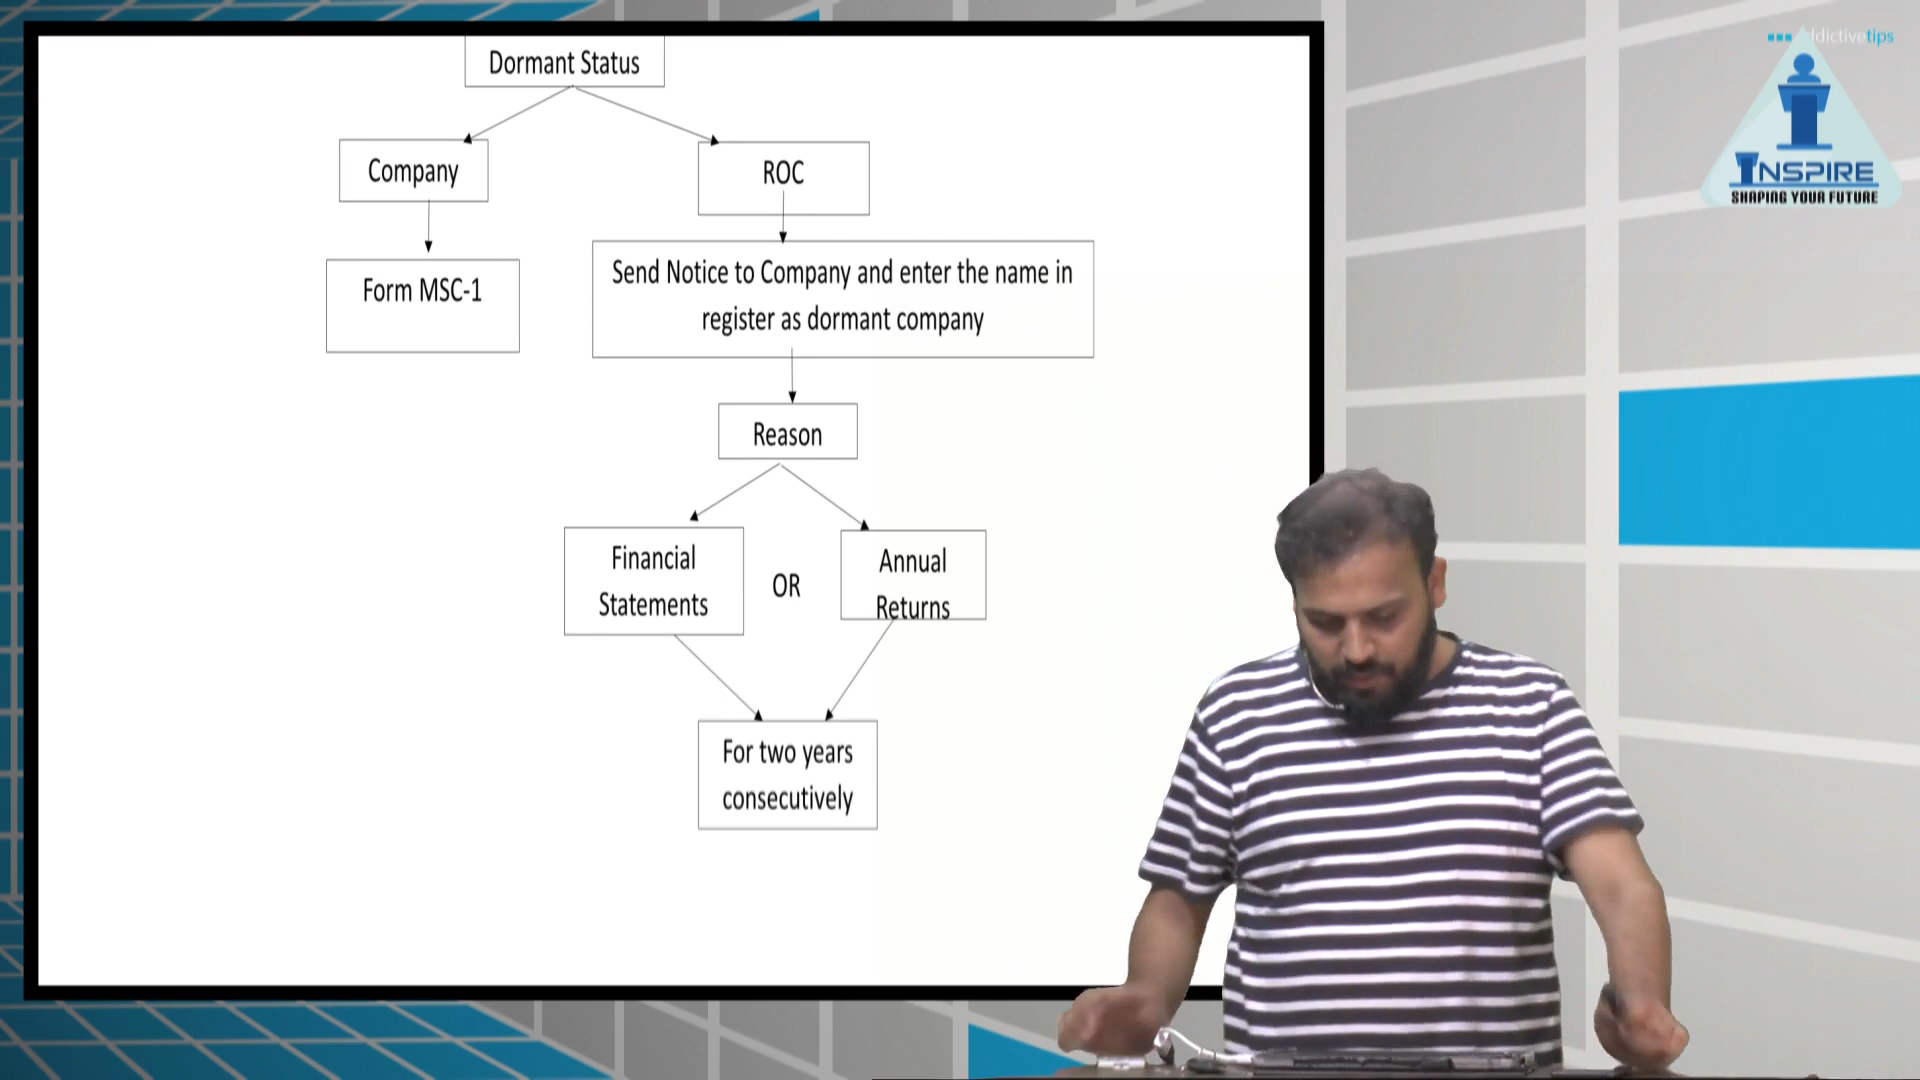 Dormant Status
Company
ROC
Form MSC-1
Send Notice to Company and enter the name in
register as dormant company
Reason
Financial
Statements
OR
Annual
Returns
For two years
consecutively
dictivetips
INSPIRE
SHAPING YOUR FUTURE